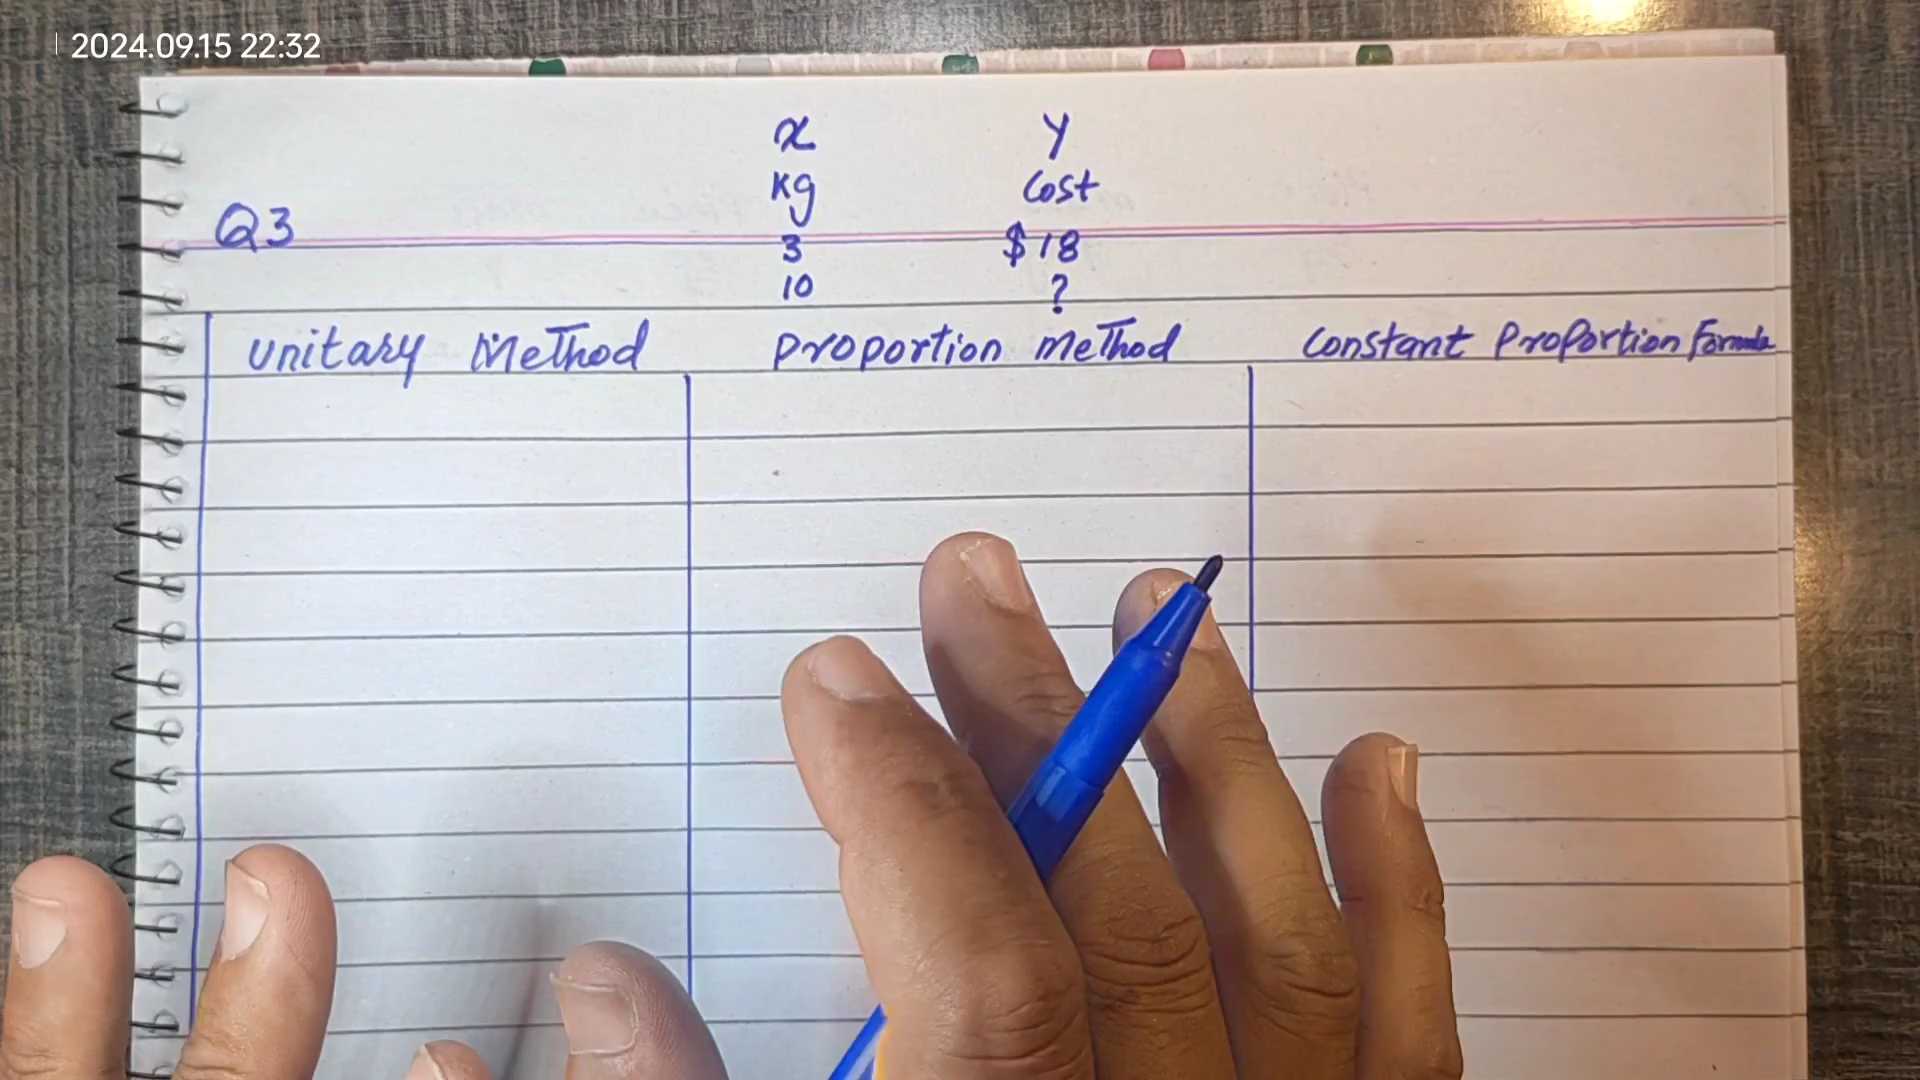 2024.09.15 22:32
x y
kg Cost
Q3
3 $18
10 ?
Unitary Method Proportion Method Constant Proportion Formula